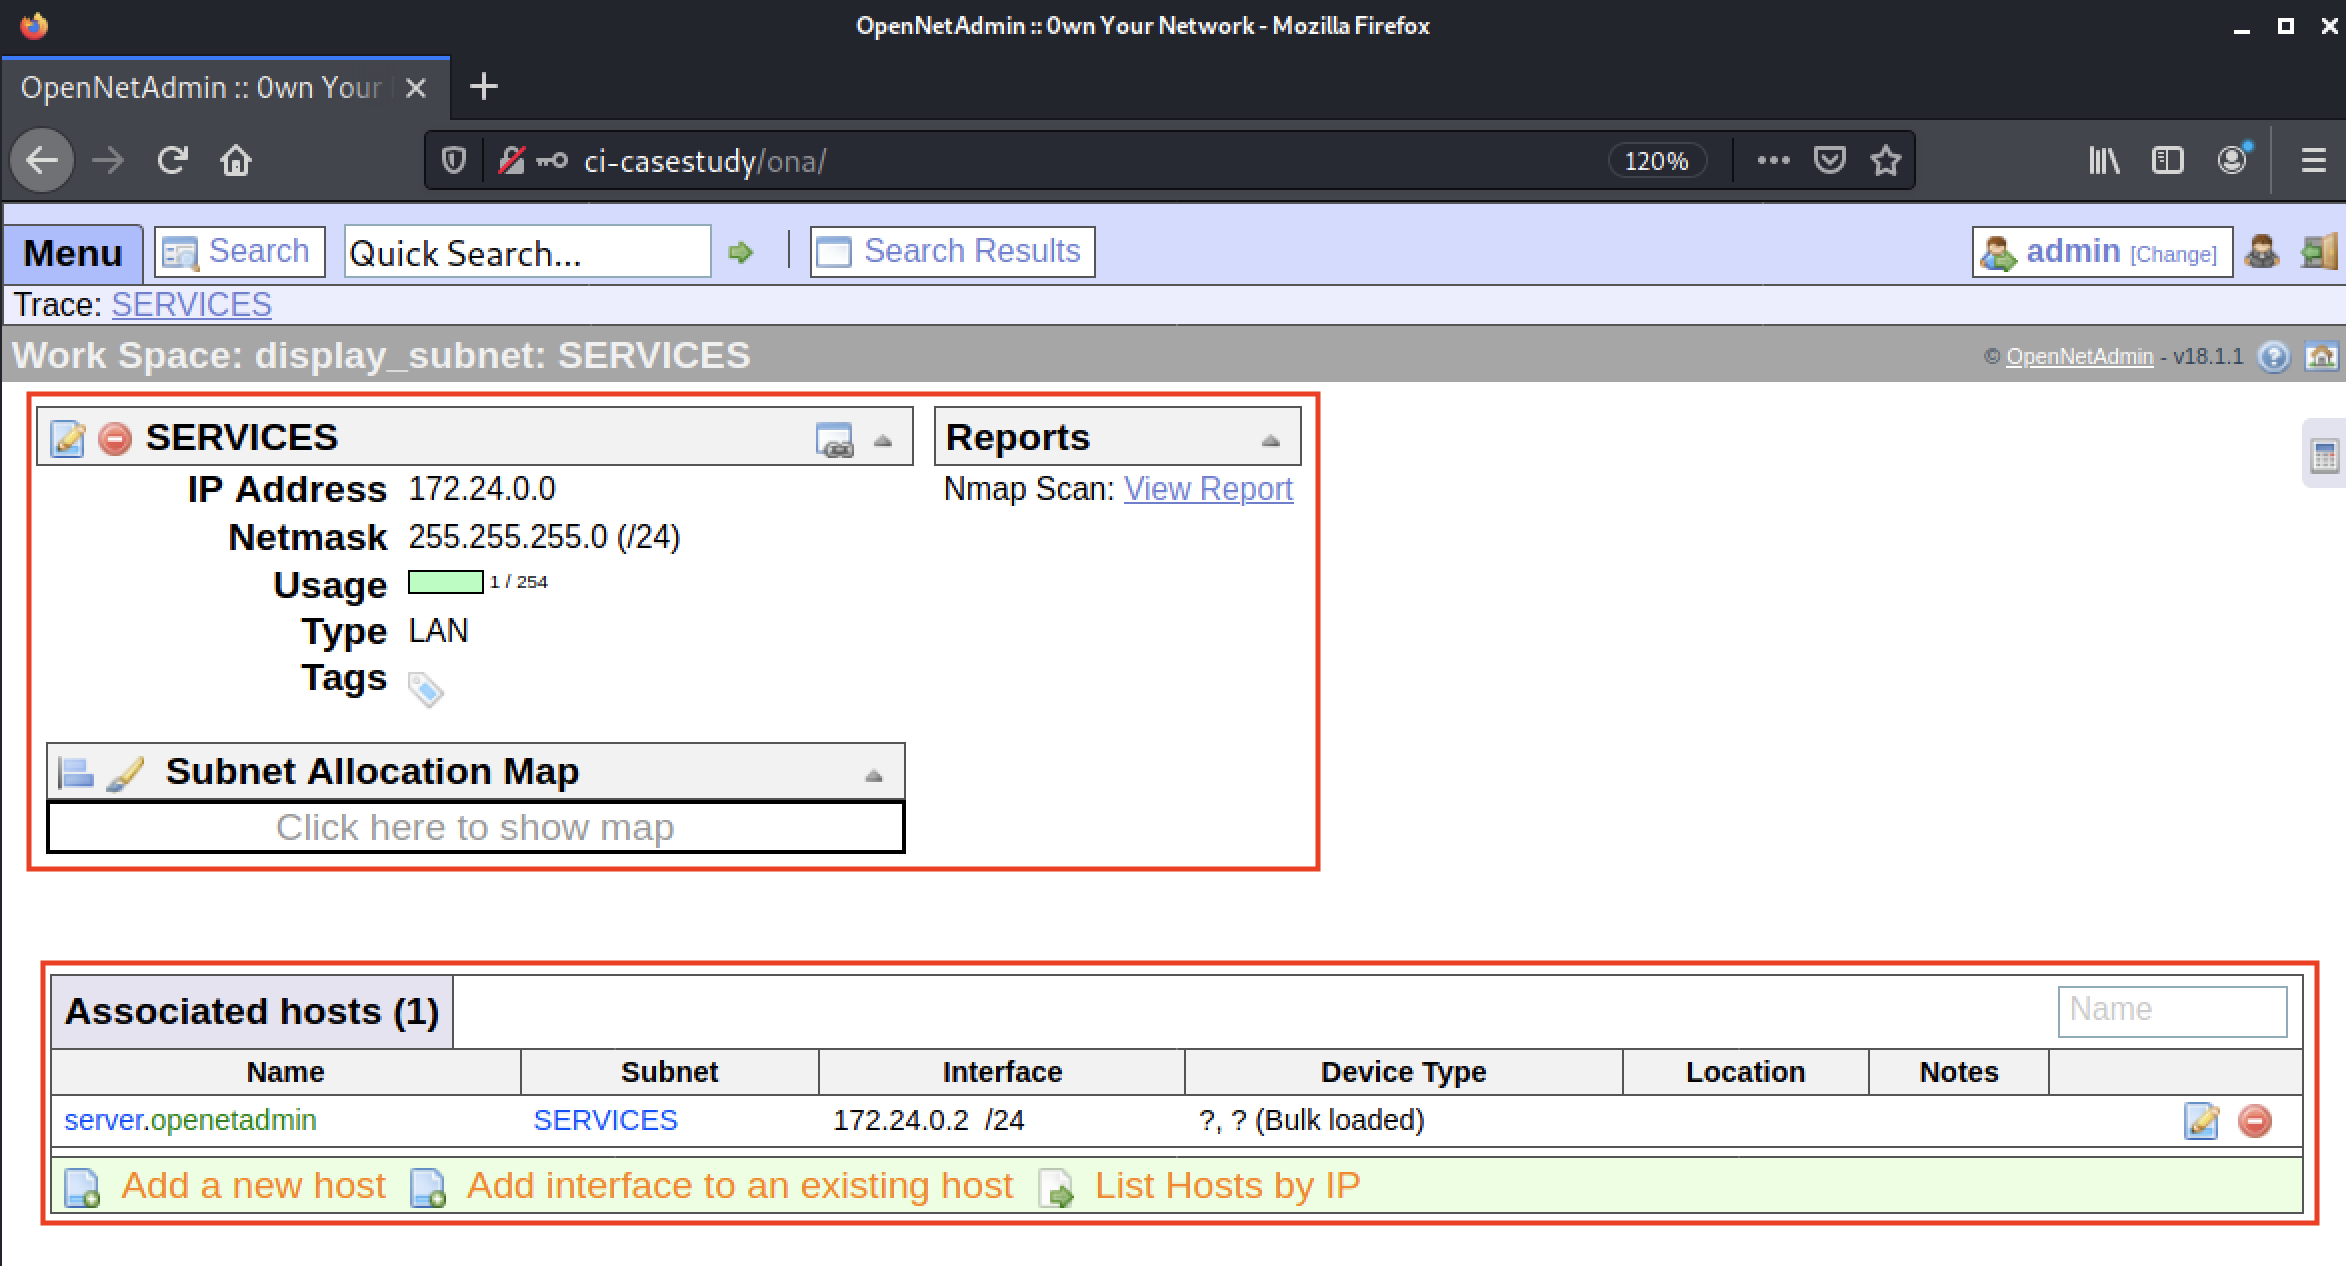 OpenNetAdmin :: 0wn Your Network - Mozilla Firefox
OpenNetAdmin :: 0wn Your
ci-casestudy/ona/ 120%
Menu Search Quick Search... Search Results admin [Change]
Trace: SERVICES
Work Space: display_subnet: SERVICES © OpenNetAdmin - v18.1.1
SERVICES
IP Address 172.24.0.0
Netmask 255.255.255.0 (/24)
Usage 1 / 254
Type LAN
Tags
Reports
Nmap Scan: View Report
Subnet Allocation Map
Click here to show map
Associated hosts (1) Name
Name Subnet Interface Device Type Location Notes
server.openetadmin SERVICES 172.24.0.2 /24 ?, ? (Bulk loaded)
Add a new host Add interface to an existing host List Hosts by IP